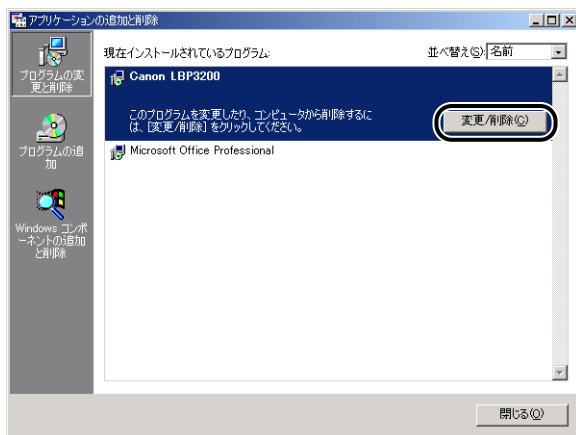 アプリケーションの追加と削除
プログラムの変
更と削除
プログラムの追
加
Windows コンポ
ーネントの追加
と削除
現在インストールされているプログラム:
並べ替え(S): 名前
Canon LBP3200
このプログラムを変更したり、コンピュータから削除するに
は、[変更/削除] をクリックしてください。
変更/削除(C)
Microsoft Office Professional
閉じる(O)